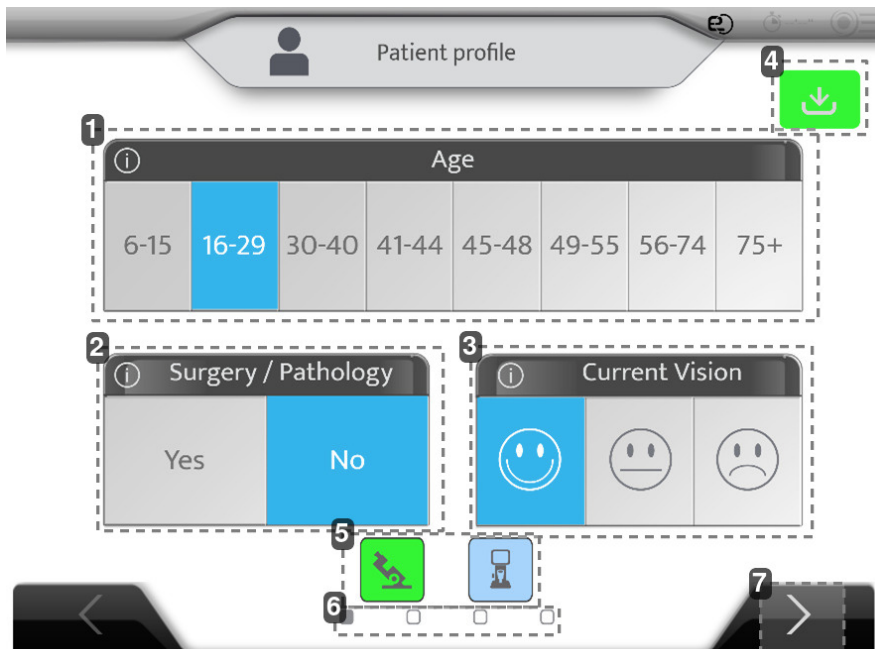 Patient profile
4
1
Age
6-15 16-29 30-40 41-44 45-48 49-55 56-74 75+
2
Surgery / Pathology
Yes No
3
Current Vision
5
6
7